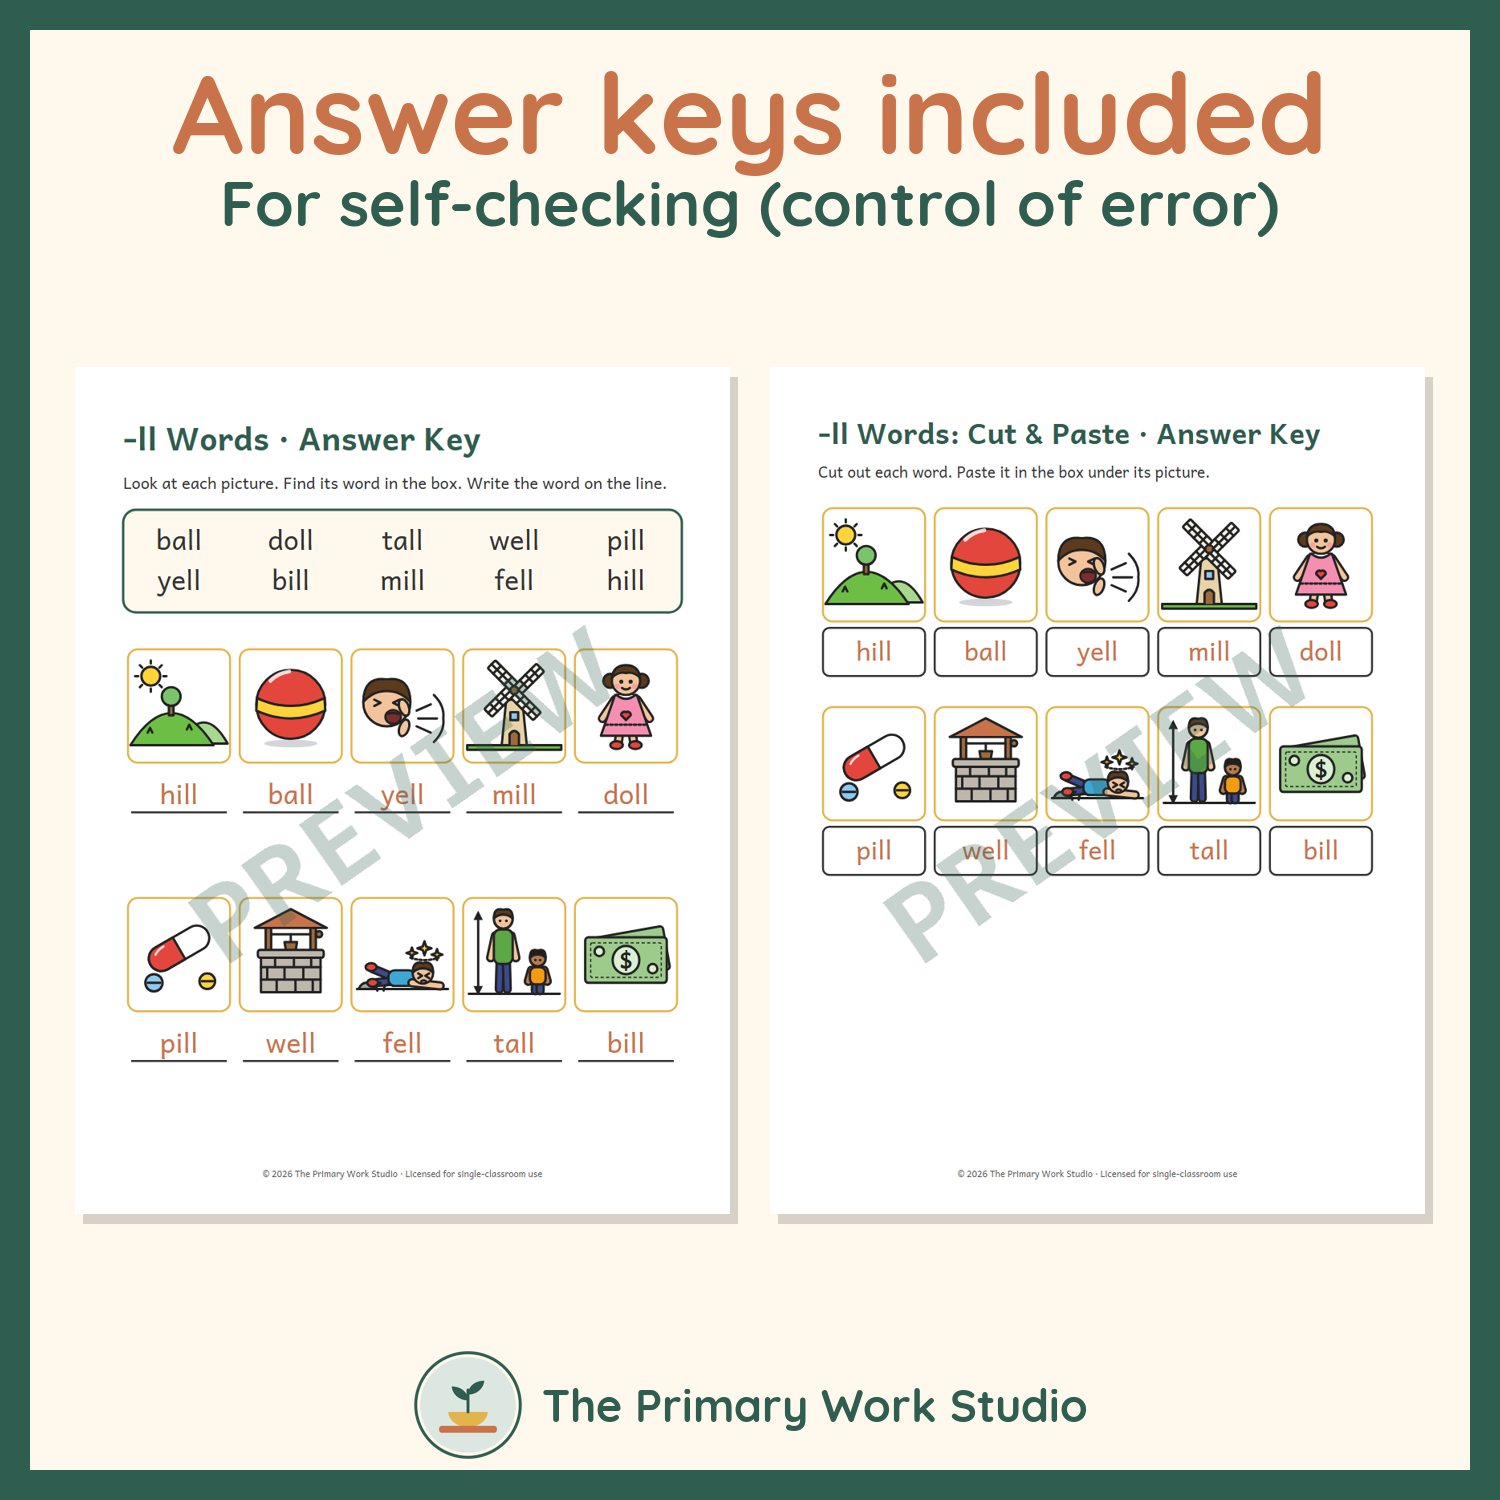 Answer keys included
For self-checking (control of error)
-ll Words · Answer Key
Look at each picture. Find its word in the box. Write the word on the line.
ball doll tall well pill
yell bill mill fell hill
hill ball yell mill doll
$
pill well fell tall bill
PREVIEW
© 2026 The Primary Work Studio · Licensed for single-classroom use
-ll Words: Cut & Paste · Answer Key
Cut out each word. Paste it in the box under its picture.
hill ball yell mill doll
$
pill well fell tall bill
PREVIEW
© 2026 The Primary Work Studio · Licensed for single-classroom use
The Primary Work Studio